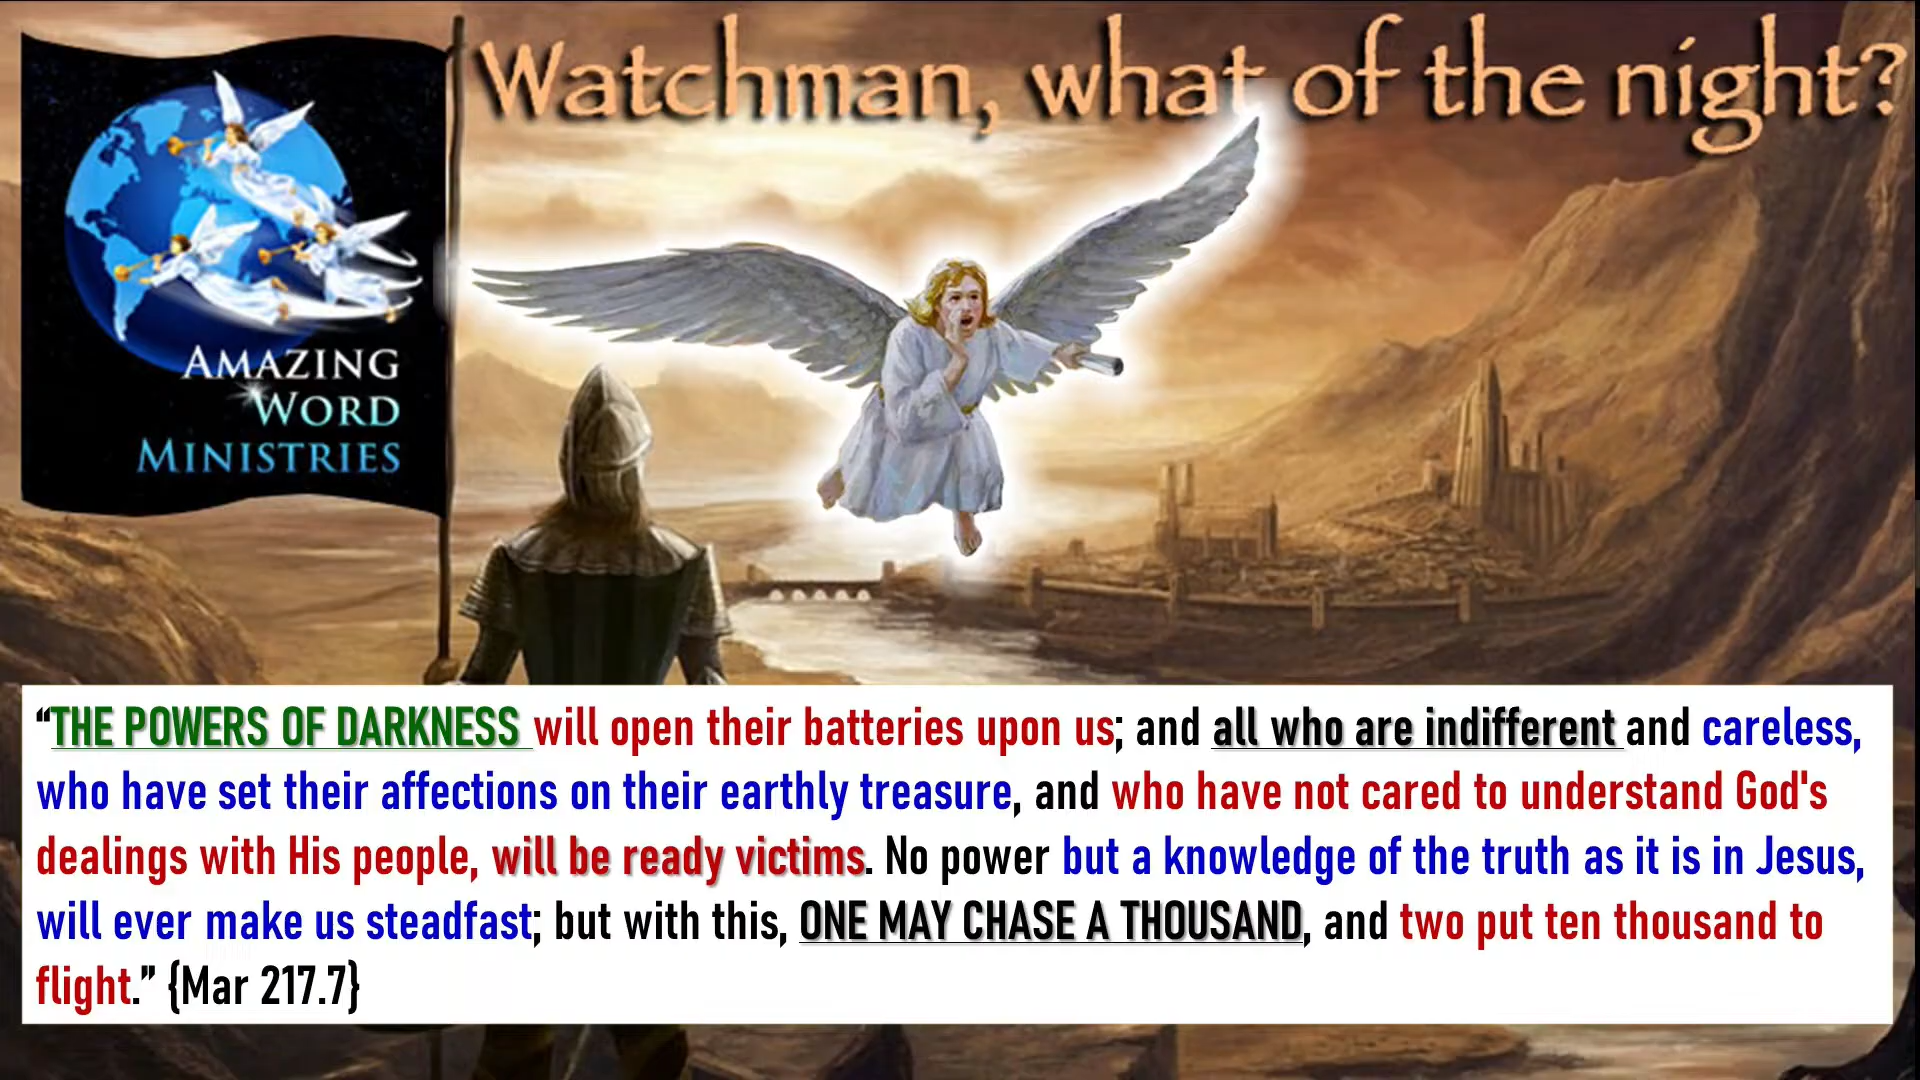 Watchman, what of the night?
AMAZING
WORD
MINISTRIES
“THE POWERS OF DARKNESS will open their batteries upon us; and all who are indifferent and careless,
who have set their affections on their earthly treasure, and who have not cared to understand God's
dealings with His people, will be ready victims. No power but a knowledge of the truth as it is in Jesus,
will ever make us steadfast; but with this, ONE MAY CHASE A THOUSAND, and two put ten thousand to
flight.” {Mar 217.7}